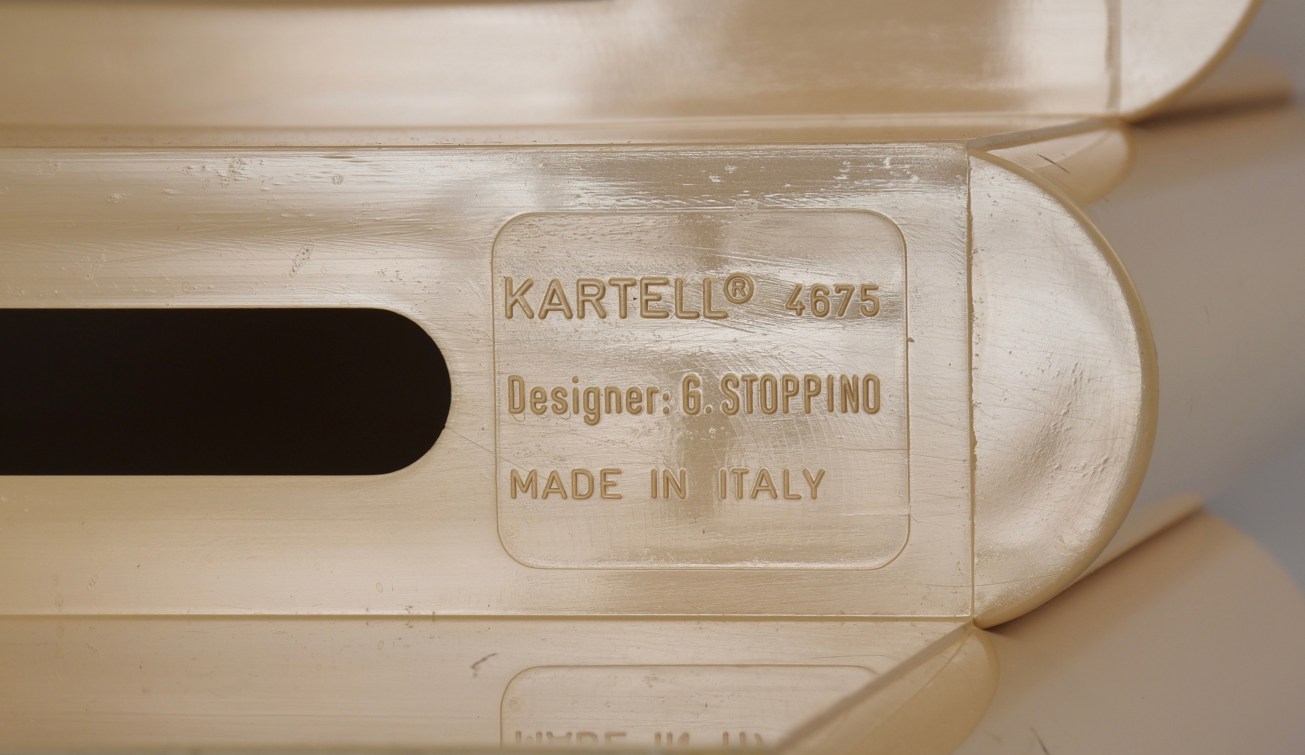 KARTELL® 4675
Designer: G. STOPPINO
MADE IN ITALY